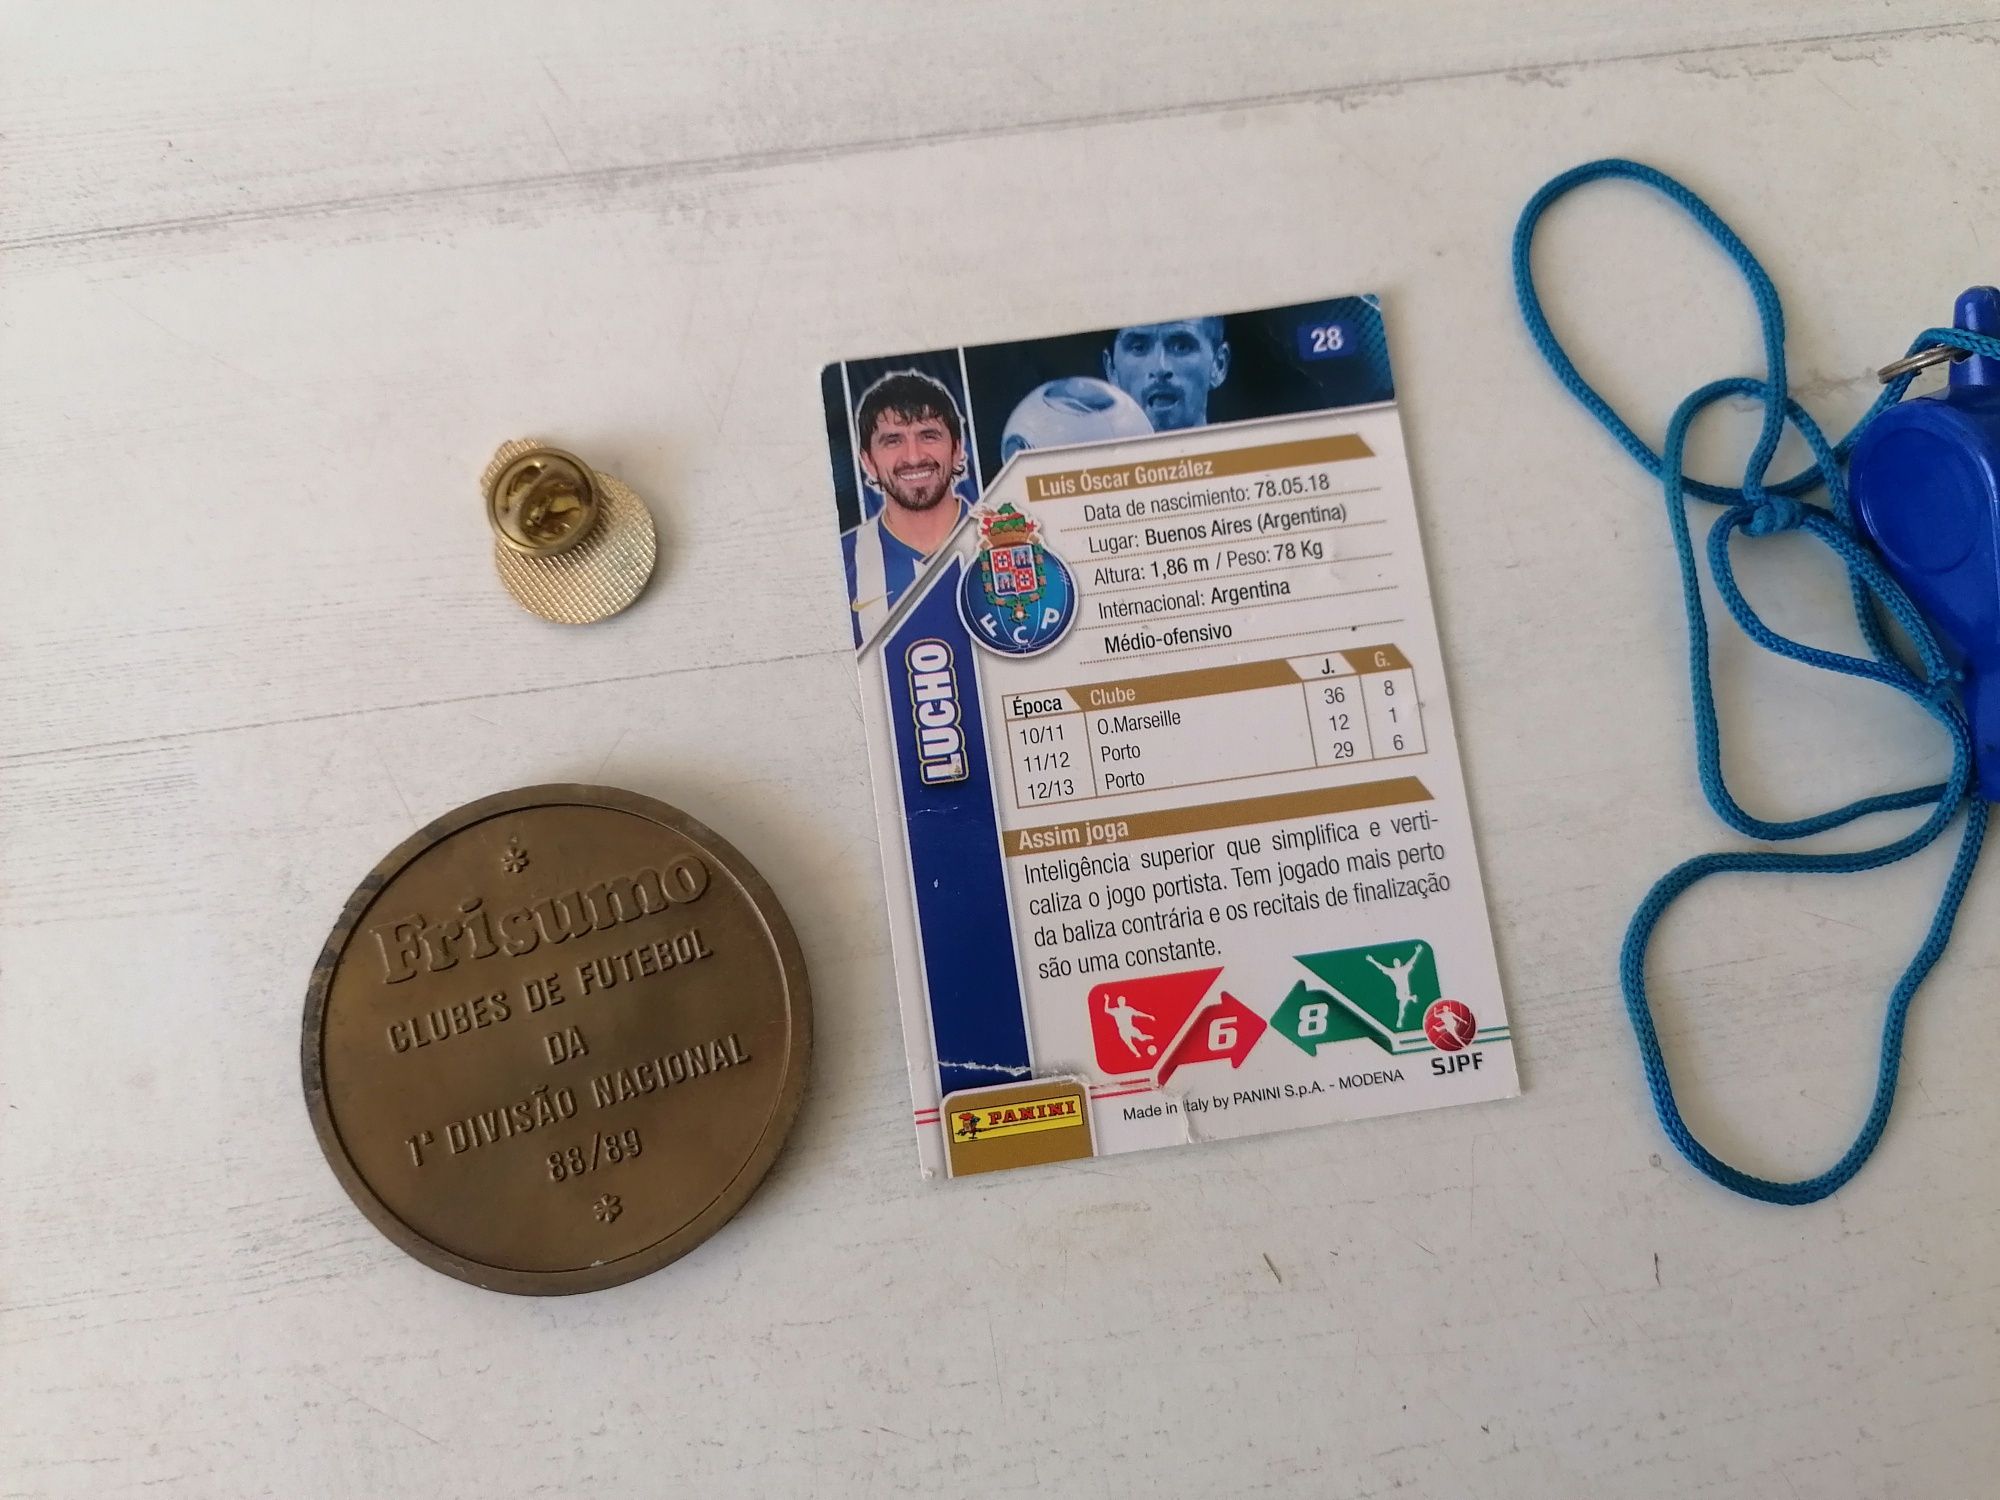 Frisumo
CLUBES DE FUTEBOL
DA
1ª DIVISÃO NACIONAL
88/89
28
Luis Óscar González
Data de nascimiento: 78.05.18
Lugar: Buenos Aires (Argentina)
Altura: 1,86 m / Peso: 78 Kg
Internacional: Argentina
Médio-ofensivo
FCP
LUCHO
Época Clube J. G.
10/11 O.Marseille 36 8
11/12 Porto 12 1
12/13 Porto 29 6
Assim joga
Inteligência superior que simplifica e verti-
caliza o jogo portista. Tem jogado mais perto
da baliza contrária e os recitais de finalização
são uma constante.
6 8
SJPF
PANINI
Made in Italy by PANINI S.p.A. - MODENA